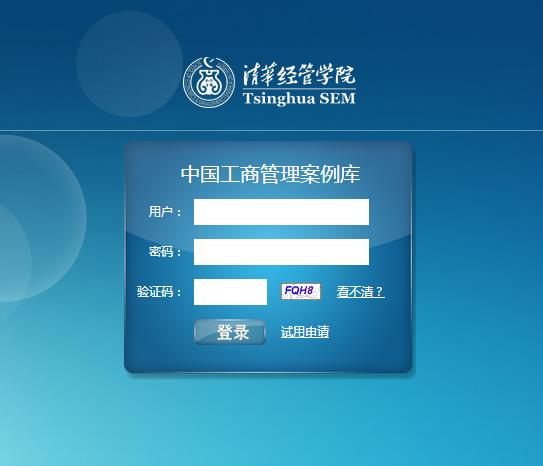 清华经管学院
Tsinghua SEM
中国工商管理案例库
用户：
密码：
验证码： FQH8 看不清？
登录 试用申请